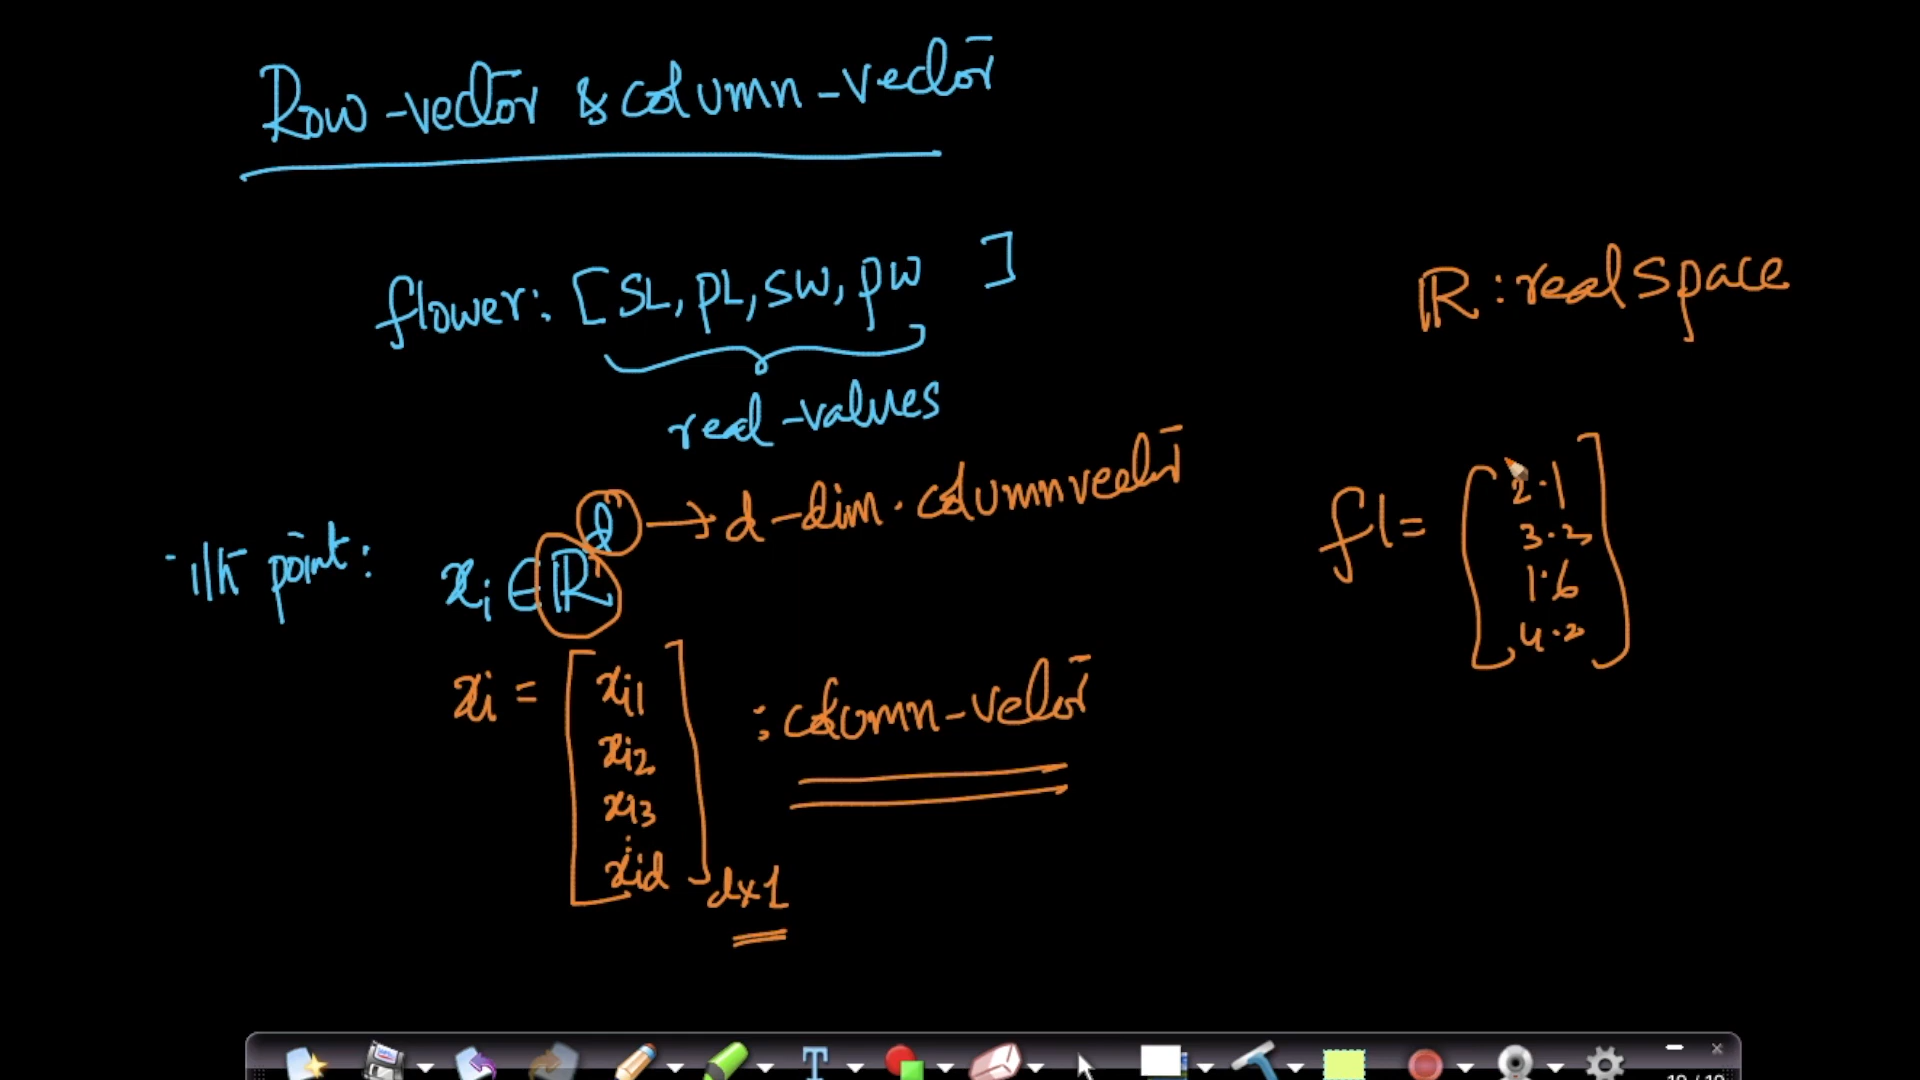 Row-vector & column-vector
flower: [SL, PL, SW, PW ]
real-values
R: real space
ith point: xi ∈ R^d → d-dim. column vector
xi = [xi1
xi2
xi3
⋮
xid] d×1
: column-vector
f1 = [2.1
3.2
1.6
4.2]